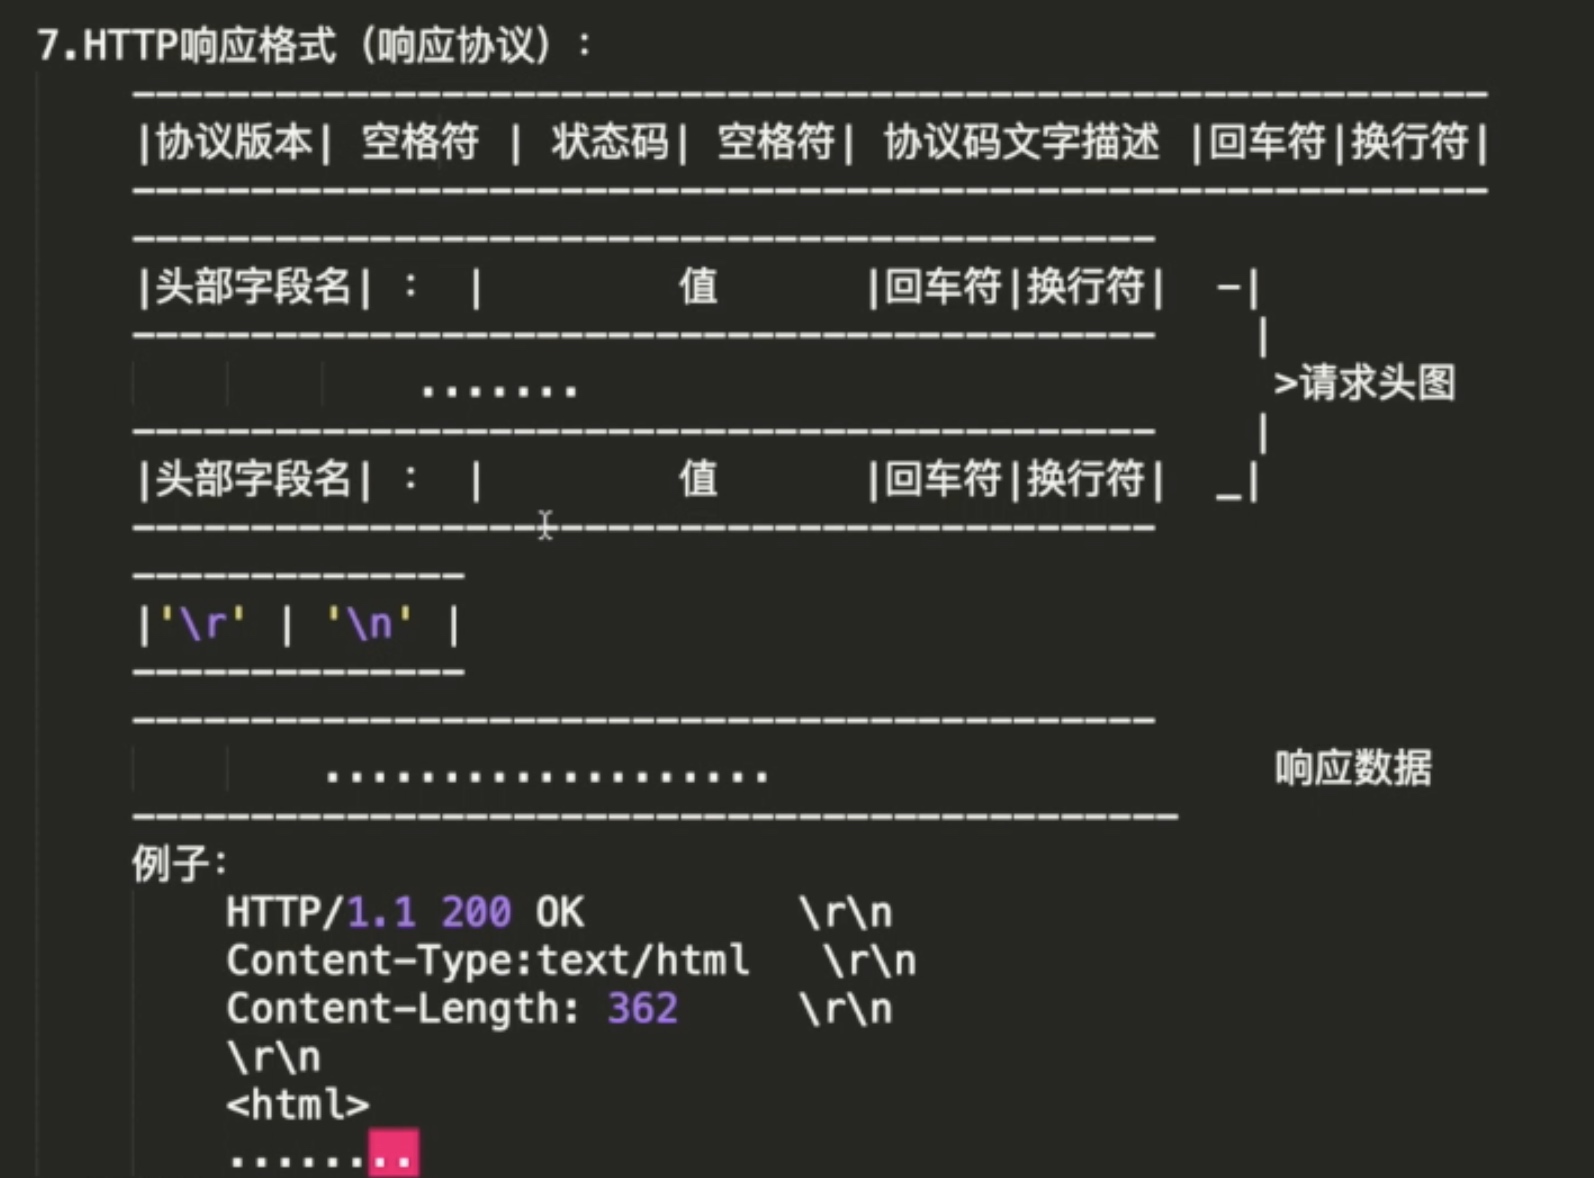 7.HTTP响应格式（响应协议）:
---------------------------------------------------------
|协议版本| 空格符 | 状态码| 空格符| 协议码文字描述 |回车符|换行符|
---------------------------------------------------------
-------------------------------------------
|头部字段名| : | 值 |回车符|换行符| -|
------------------------------------------- |
....... >请求头图
------------------------------------------- |
|头部字段名| : | 值 |回车符|换行符| _|
-------------------------------------------
--------------
|'\r' | '\n' |
--------------
-------------------------------------------
................... 响应数据
--------------------------------------------
例子:
HTTP/1.1 200 OK \r\n
Content-Type:text/html \r\n
Content-Length: 362 \r\n
\r\n
<html>
........